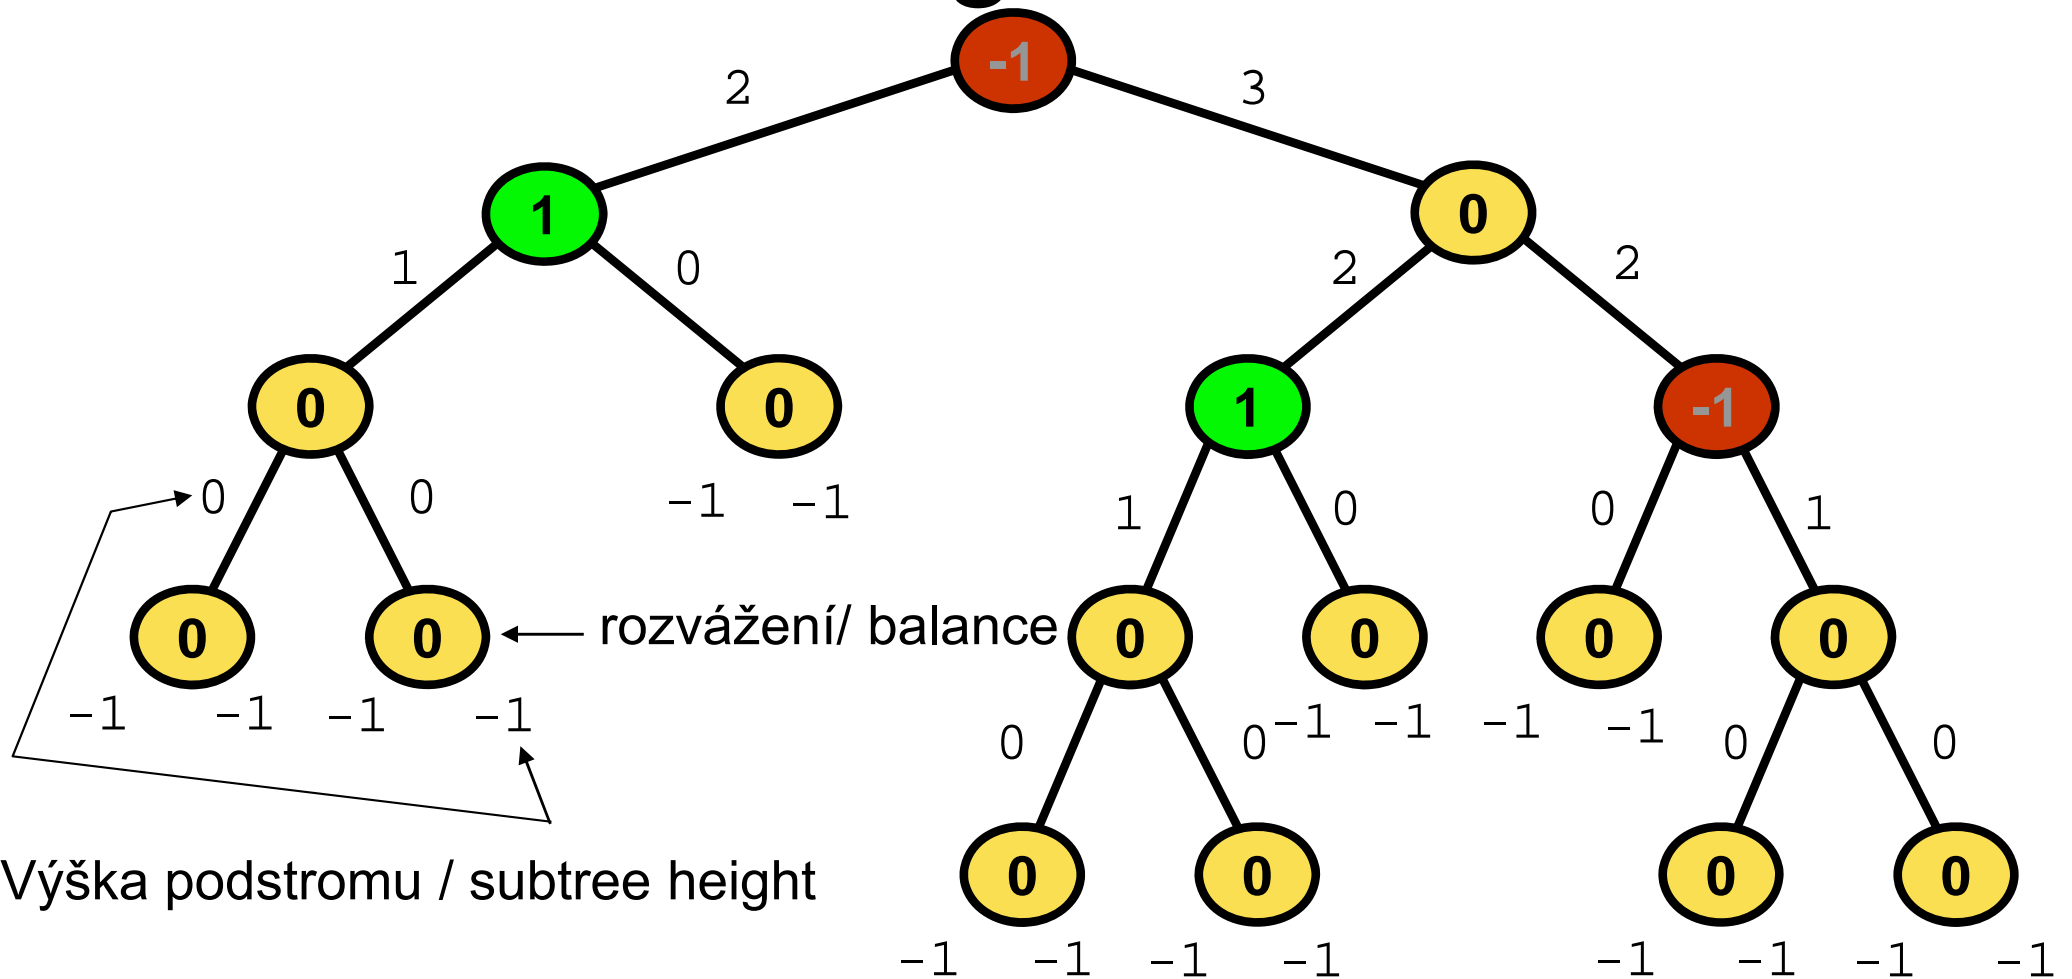 -1
2 3
1 0
1 0 2 2
0 0 1 -1
0 0 -1 -1 1 0 0 1
0 0 rozvážení/ balance 0 0 0 0
-1 -1 -1 -1 0 0 -1 -1 -1 -1 0 0
Výška podstromu / subtree height 0 0 0 0
-1 -1 -1 -1 -1 -1 -1 -1